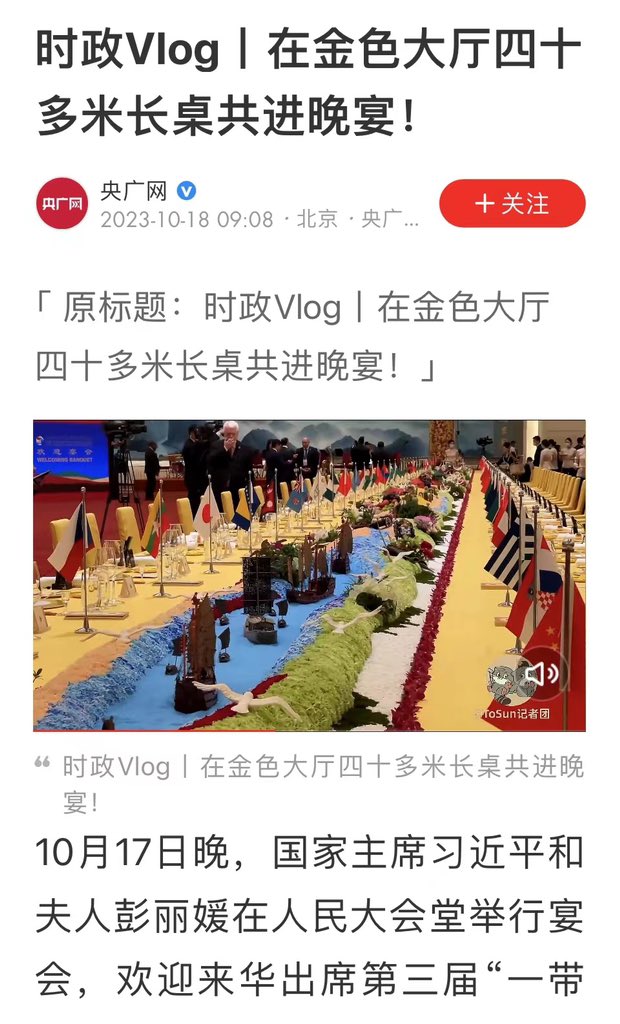 时政Vlog丨在金色大厅四十
多米长桌共进晚宴！
央广网
央广网
2023-10-18 09:08 · 北京 · 央广...
+关注
「 原标题：时政Vlog丨在金色大厅
四十多米长桌共进晚宴！」
欢迎宴会
WELCOMING BANQUET
@ToSun记者团
“ 时政Vlog丨在金色大厅四十多米长桌共进晚
宴！
10月17日晚，国家主席习近平和
夫人彭丽媛在人民大会堂举行宴
会，欢迎来华出席第三届“一带